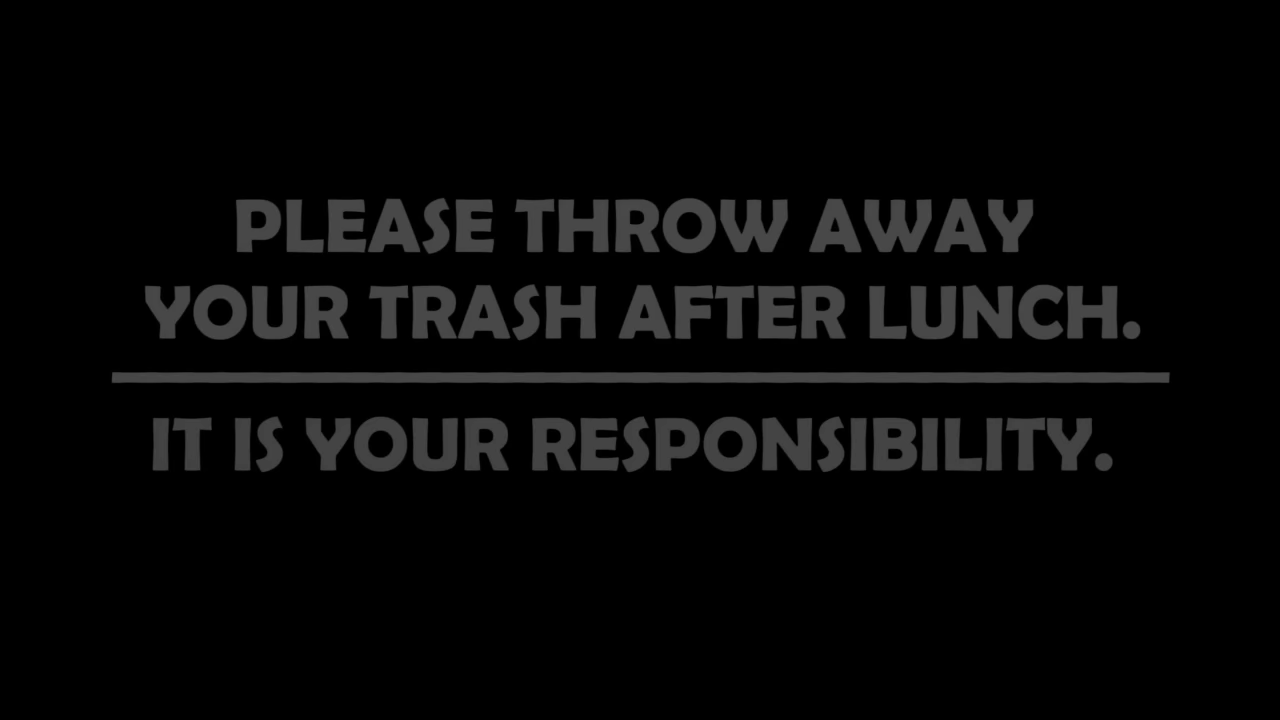 PLEASE THROW AWAY
YOUR TRASH AFTER LUNCH.
IT IS YOUR RESPONSIBILITY.